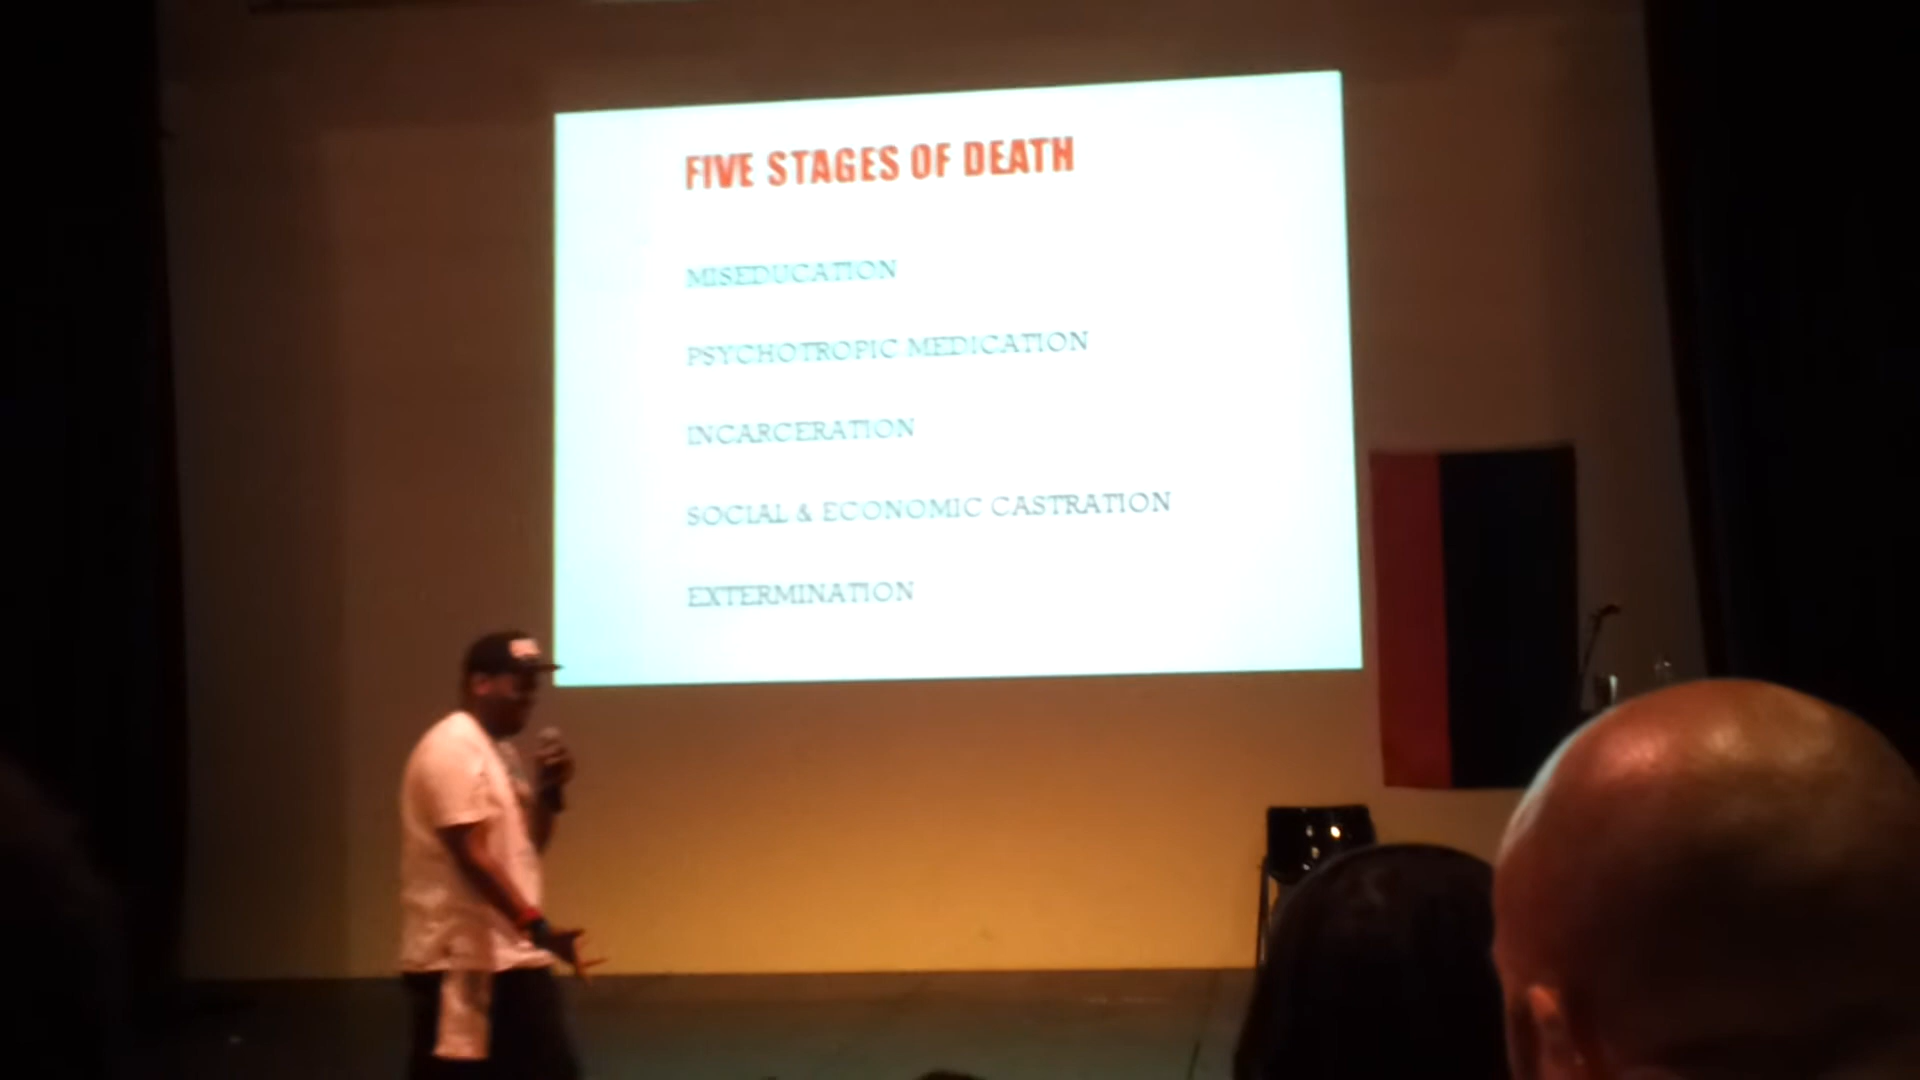 FIVE STAGES OF DEATH
MISEDUCATION
PSYCHOTROPIC MEDICATION
INCARCERATION
SOCIAL & ECONOMIC CASTRATION
EXTERMINATION